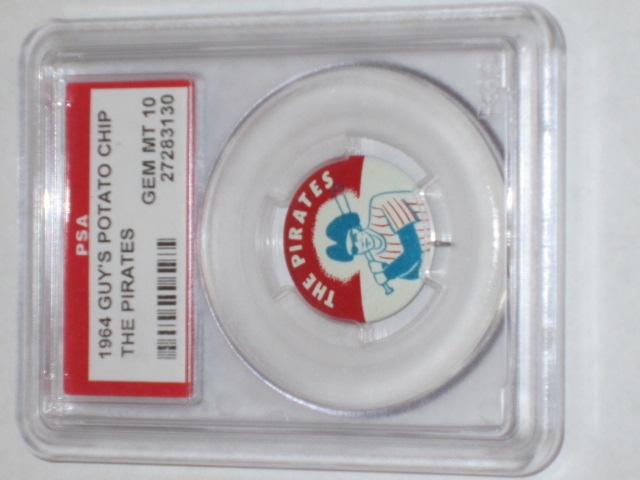 PSA
1964 GUY'S POTATO CHIP
THE PIRATES
GEM MT 10
27283130
THE PIRATES